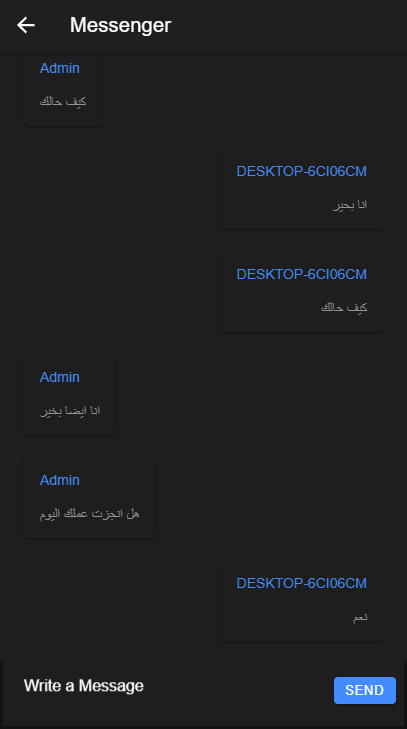 Messenger
Admin
كيف حالك
DESKTOP-6CI06CM
انا بخير
DESKTOP-6CI06CM
كيف حالك
Admin
انا ايضا بخير
Admin
هل انجزت عملك اليوم
DESKTOP-6CI06CM
نعم
Write a Message
SEND